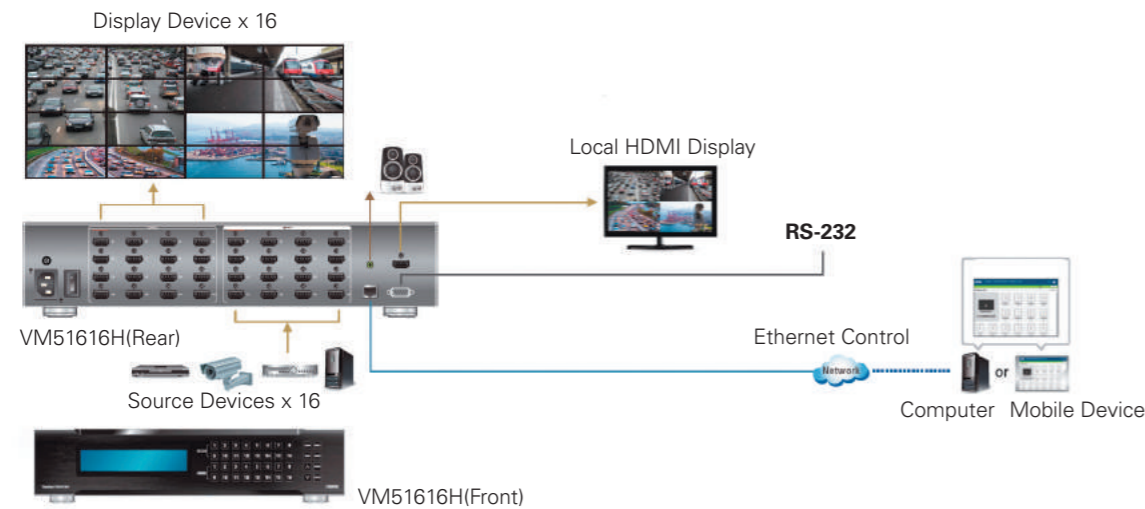 Display Device x 16
Local HDMI Display
RS-232
VM51616H(Rear)
Ethernet Control
Network
or
Source Devices x 16
Computer Mobile Device
VM51616H(Front)